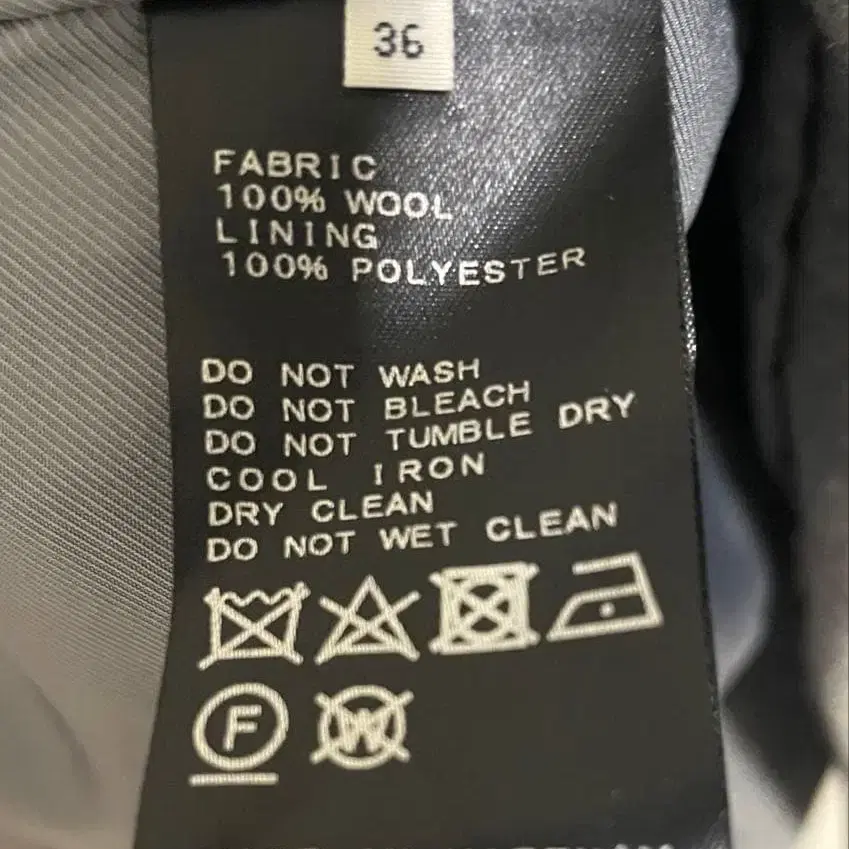 36
FABRIC
100% WOOL
LINING
100% POLYESTER
DO NOT WASH
DO NOT BLEACH
DO NOT TUMBLE DRY
COOL IRON
DRY CLEAN
DO NOT WET CLEAN
F W